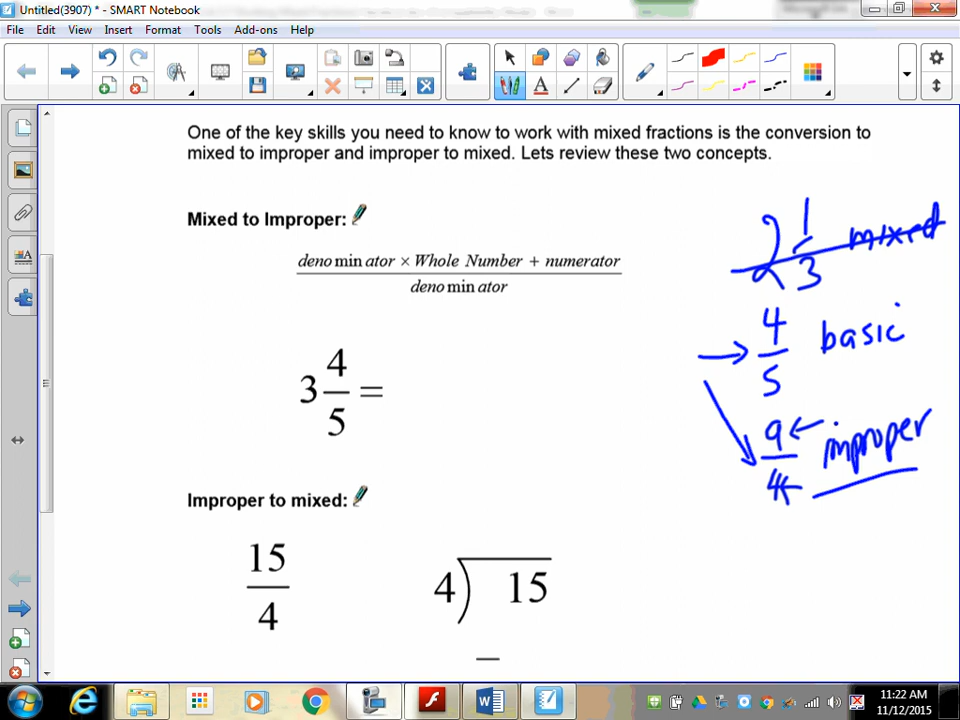 Untitled(3907) * - SMART Notebook
File Edit View Insert Format Tools Add-ons Help
One of the key skills you need to know to work with mixed fractions is the conversion to
mixed to improper and improper to mixed. Lets review these two concepts.
Mixed to Improper:
deno min ator × Whole Number + numerator
deno min ator
3 4/5 =
Improper to mixed:
15/4
4) 15
2 1/3 mixed
→ 4/5 basic
9/4 ← improper
11:22 AM
11/12/2015